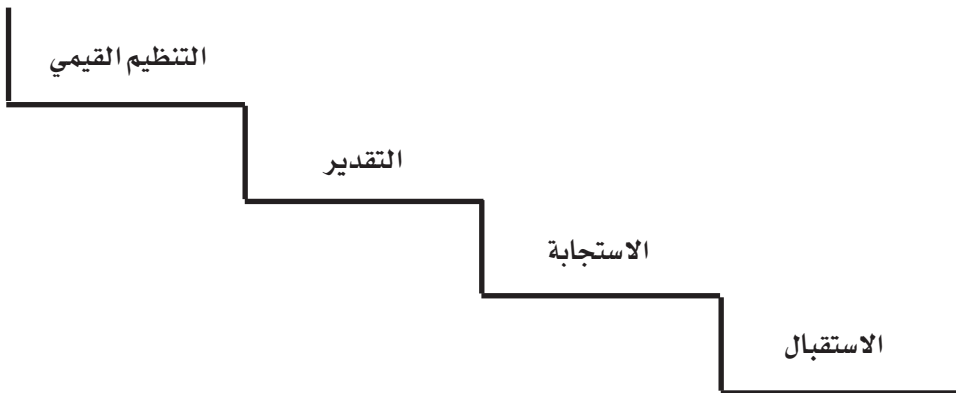 التنظيم القيمي
التقدير
الاستجابة
الاستقبال